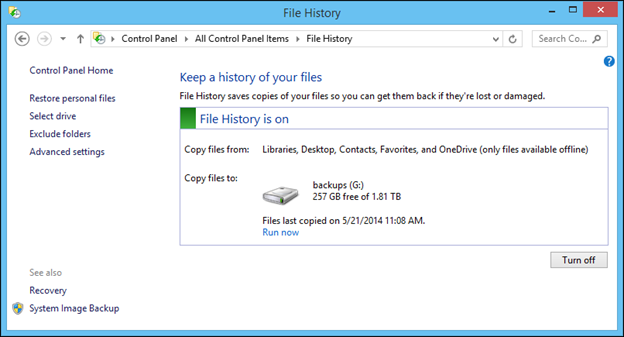 File History
Control Panel ▸ All Control Panel Items ▸ File History
Search Co...
Control Panel Home
Restore personal files
Select drive
Exclude folders
Advanced settings
Keep a history of your files
File History saves copies of your files so you can get them back if they're lost or damaged.
File History is on
Copy files from: Libraries, Desktop, Contacts, Favorites, and OneDrive (only files available offline)
Copy files to: backups (G:)
257 GB free of 1.81 TB
Files last copied on 5/21/2014 11:08 AM.
Run now
Turn off
See also
Recovery
System Image Backup